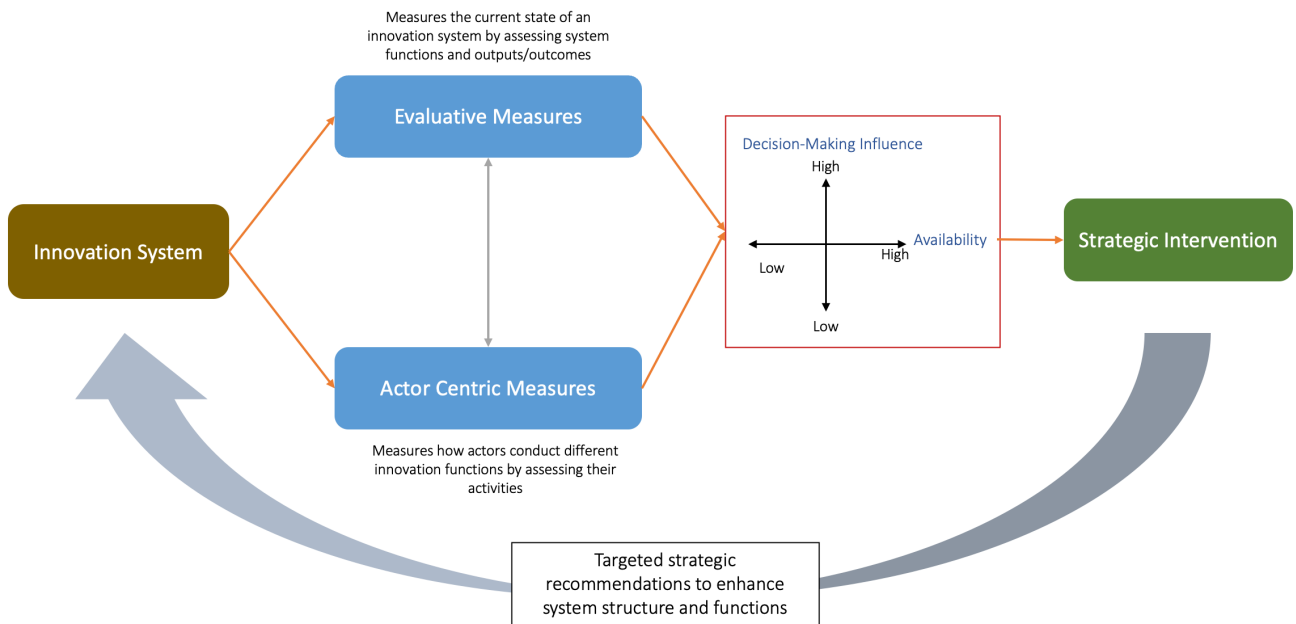 Measures the current state of an
innovation system by assessing system
functions and outputs/outcomes
Evaluative Measures
Innovation System
Actor Centric Measures
Measures how actors conduct different
innovation functions by assessing their
activities
Decision-Making Influence
High
Availability
Low
High
Low
Strategic Intervention
Targeted strategic
recommendations to enhance
system structure and functions